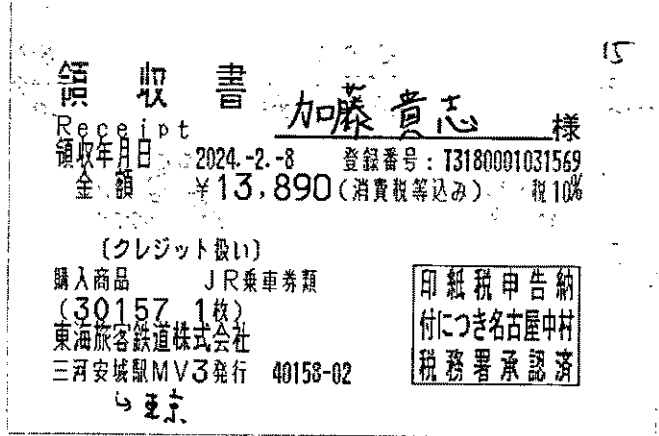 15
領収書 加藤貴志 様
Receipt
領収年月日 2024.-2.-8 登録番号:T3180001031569
金額 ¥13,890(消費税等込み) 税10%
(クレジット扱い)
購入商品 JR乗車券類
(30157 1枚)
東海旅客鉄道株式会社
三河安城駅MV3発行 40158-02
↳東京
印紙税申告納
付につき名古屋中村
税務署承認済